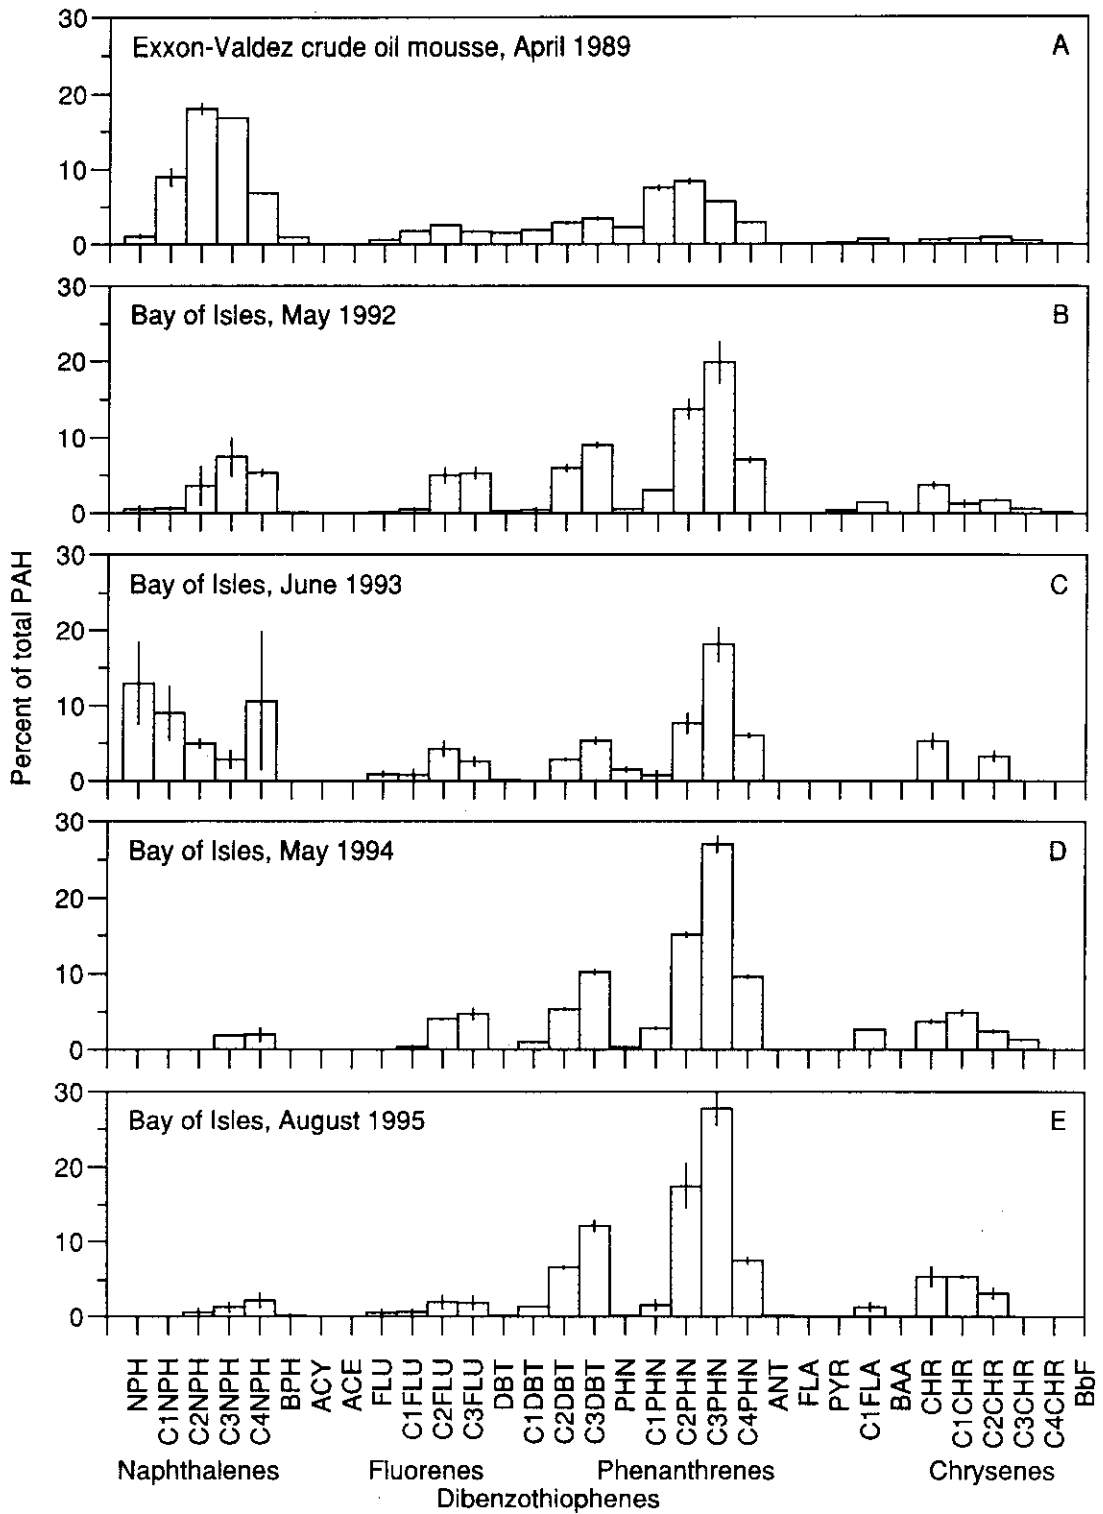 30
Exxon-Valdez crude oil mousse, April 1989 A
20
10
0
30
Bay of Isles, May 1992 B
20
10
0
Percent of total PAH
30
Bay of Isles, June 1993 C
20
10
0
30
Bay of Isles, May 1994 D
20
10
0
30
Bay of Isles, August 1995 E
20
10
0
NPH
C1NPH
C2NPH
C3NPH
C4NPH
BPH
ACY
ACE
FLU
C1FLU
C2FLU
C3FLU
DBT
C1DBT
C2DBT
C3DBT
PHN
C1PHN
C2PHN
C3PHN
C4PHN
ANT
FLA
PYR
C1FLA
BAA
CHR
C1CHR
C2CHR
C3CHR
C4CHR
BbF
Naphthalenes Fluorenes Phenanthrenes Chrysenes
Dibenzothiophenes